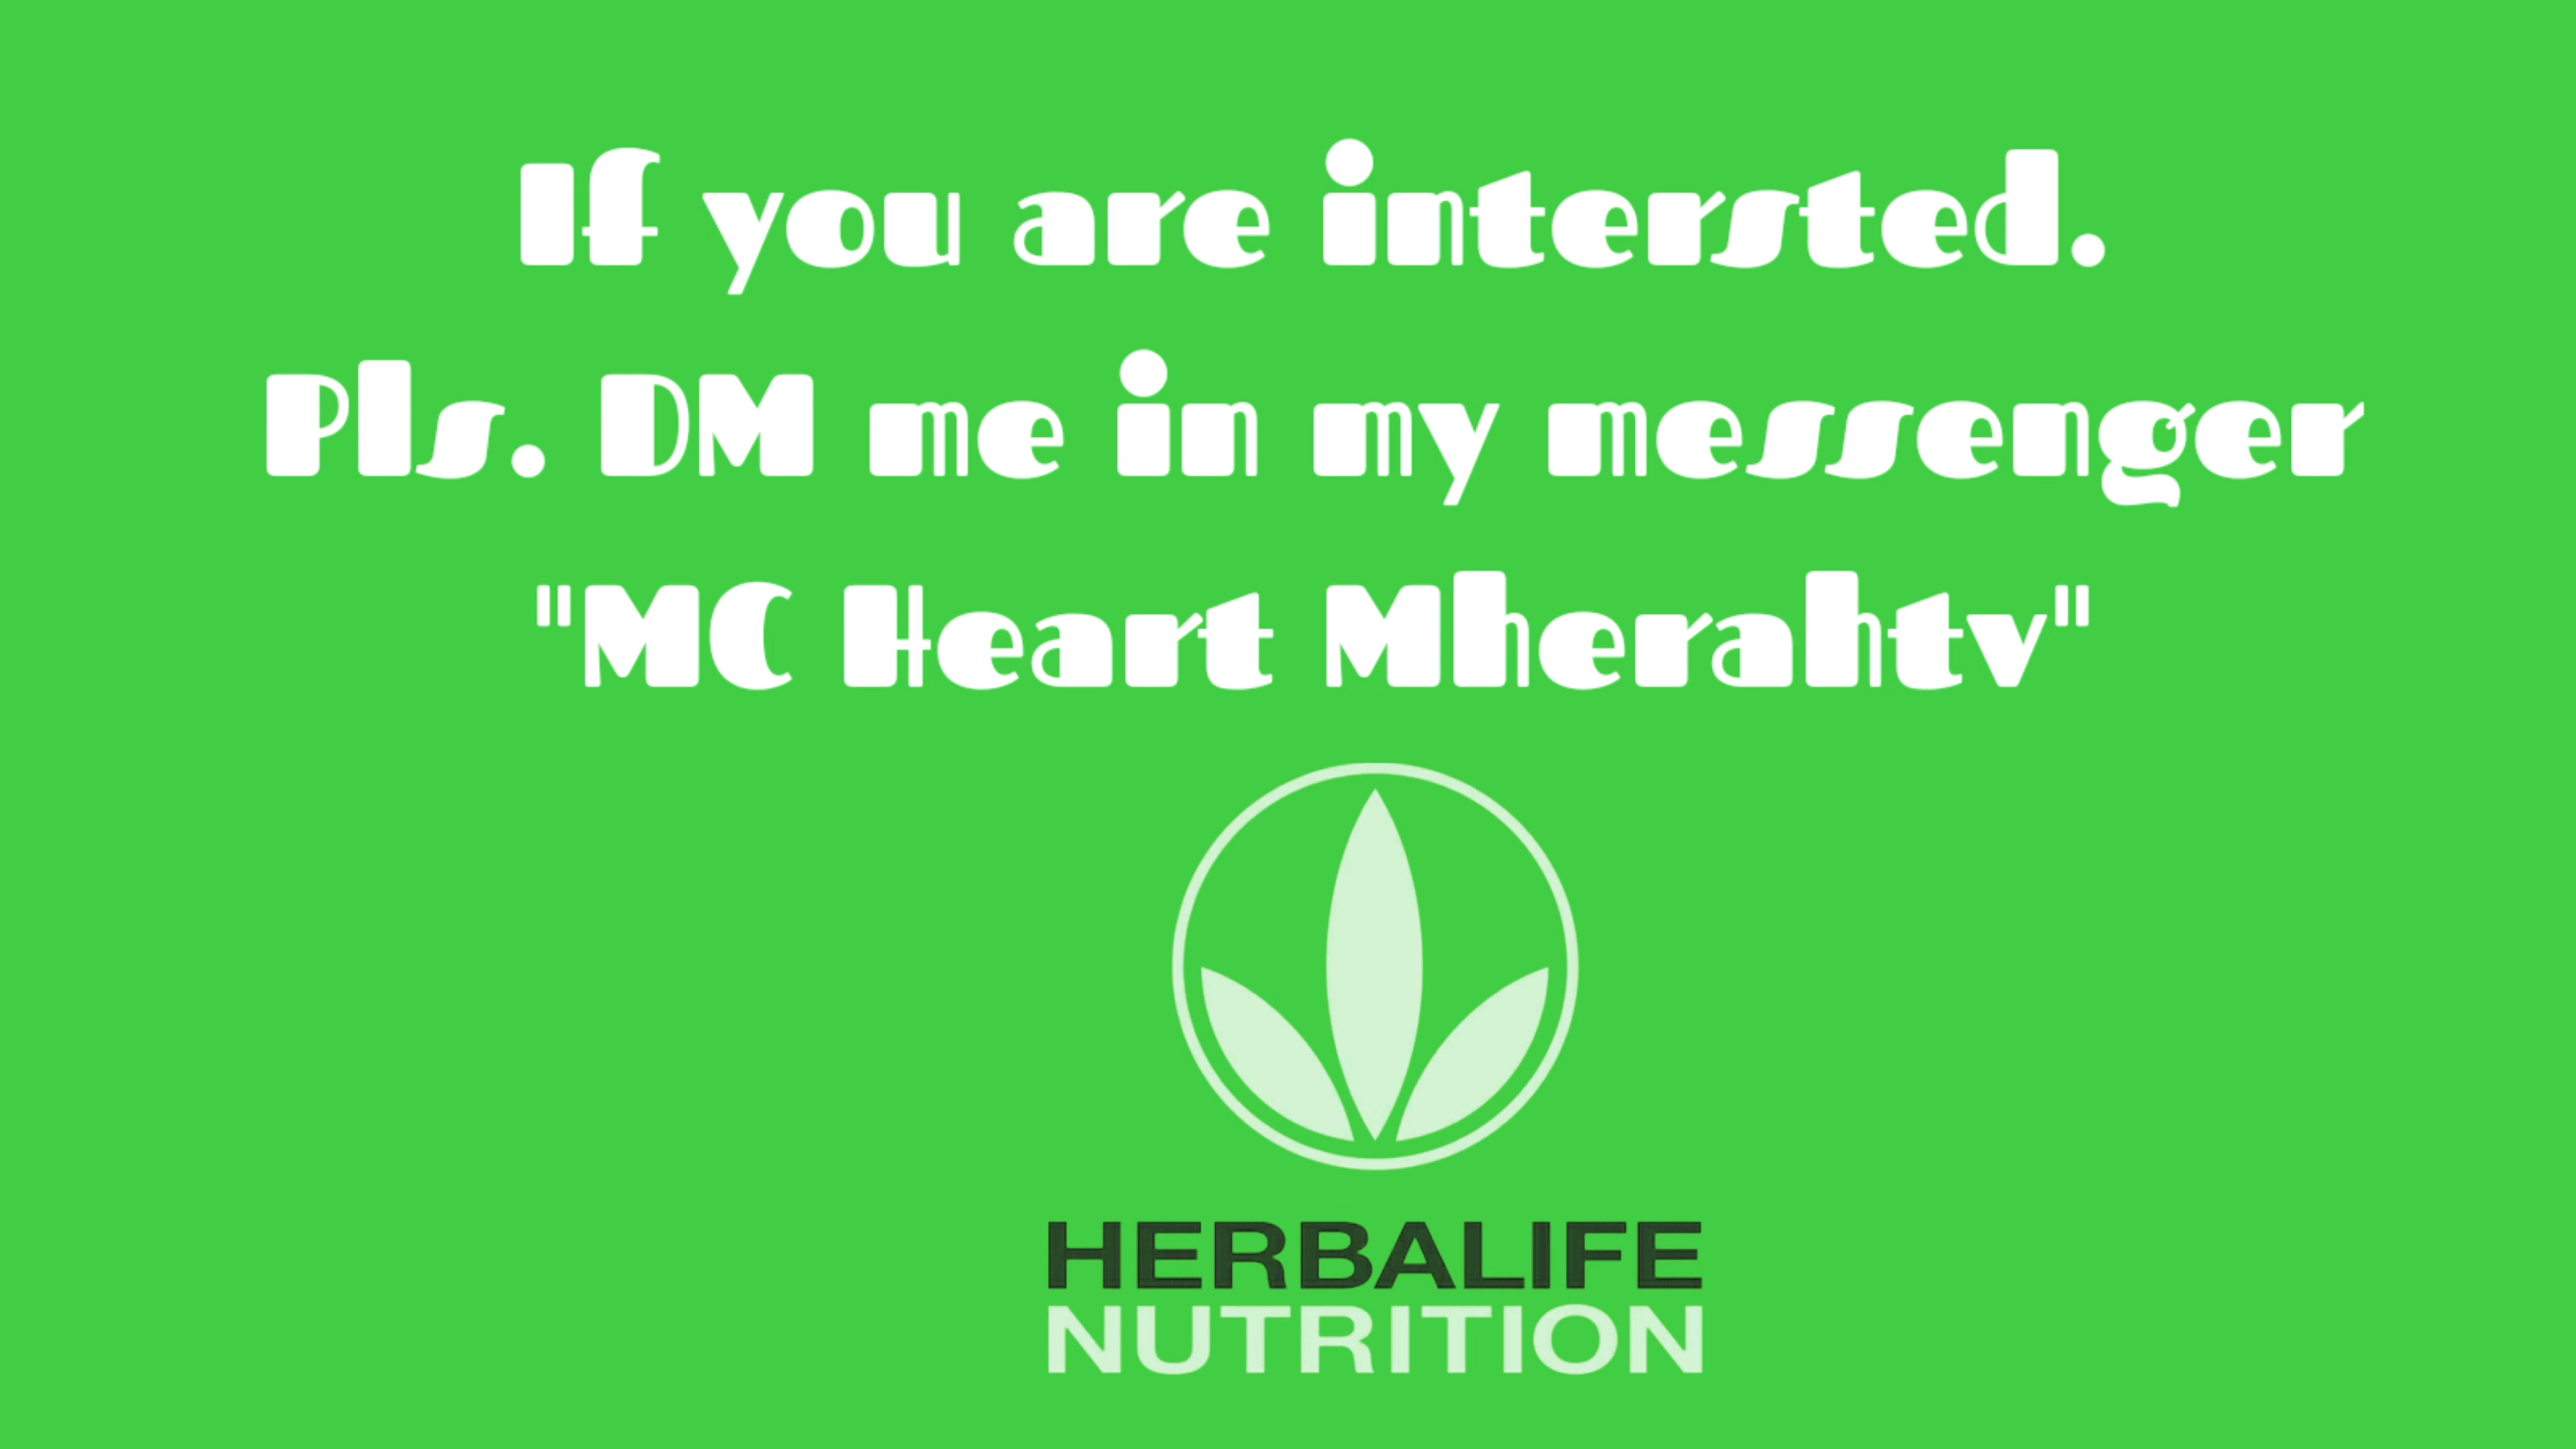 If you are intersted.
Pls. DM me in my messenger
"MC Heart Mherahtv"
HERBALIFE
NUTRITION